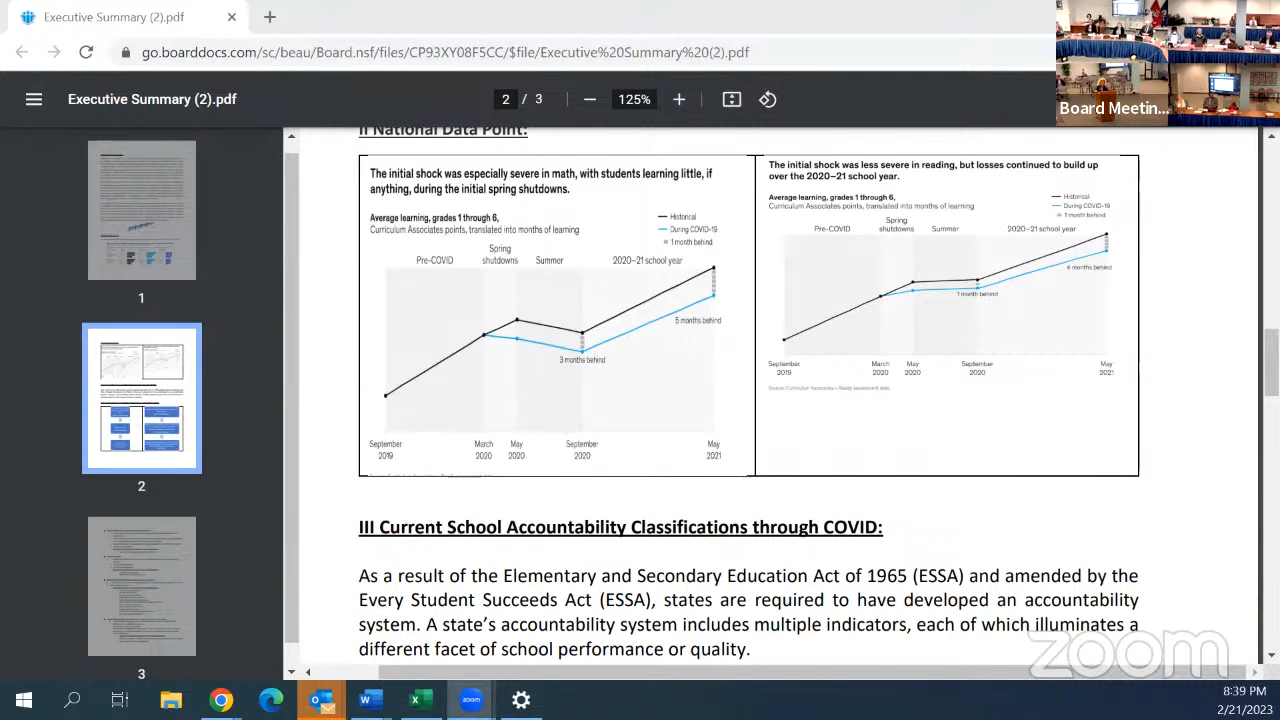 Executive Summary (2).pdf
go.boarddocs.com/sc/beau/Board.nsf/files/CP9SXY0DB1CC/$file/Executive%20Summary%20(2).pdf
Executive Summary (2).pdf
2 / 3
125%
Board Meetin...
II National Data Point:
The initial shock was especially severe in math, with students learning little, if
anything, during the initial spring shutdowns.
Average learning, grades 1 through 6,
Curriculum Associates points, translated into months of learning
Historical
During COVID-19
1 month behind
Pre-COVID
Spring
shutdowns
Summer
2020–21 school year
5 months behind
3 months behind
September
2019
March
2020
May
2020
September
2020
May
2021
The initial shock was less severe in reading, but losses continued to build up
over the 2020–21 school year.
Average learning, grades 1 through 6,
Curriculum Associates points, translated into months of learning
Historical
During COVID-19
1 month behind
Pre-COVID
Spring
shutdowns
Summer
2020–21 school year
4 months behind
1 month behind
September
2019
March
2020
May
2020
September
2020
May
2021
Source: Curriculum Associates i-Ready assessment data
III Current School Accountability Classifications through COVID:
As a result of the Elementary and Secondary Education Act of 1965 (ESSA) and amended by the
Every Student Succeeds Act (ESSA), states are required to have developed an accountability
system. A state's accountability system includes multiple indicators, each of which illuminates a
different facet of school performance or quality.
1
2
3
zoom
zoom
8:39 PM
2/21/2023